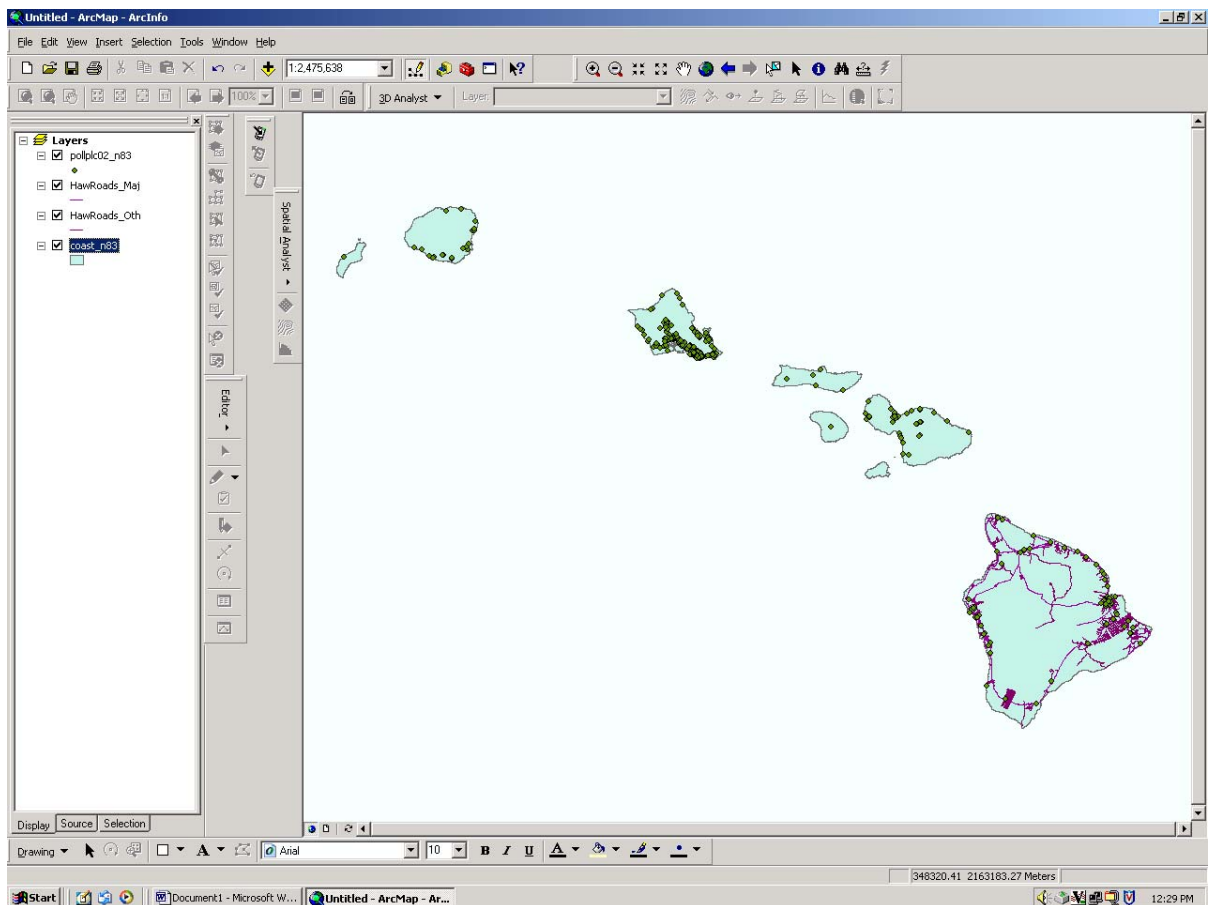 Untitled - ArcMap - ArcInfo
File Edit View Insert Selection Tools Window Help
1:2,475,638
100% 3D Analyst Layer:
Layers
pollplc02_n83
HawRoads_Maj
HawRoads_Oth
coast_n83
Spatial Analyst
Editor
Display Source Selection
Drawing A Arial 10 B I U A
348320.41 2163183.27 Meters
Start Document1 - Microsoft W... Untitled - ArcMap - Ar... 12:29 PM